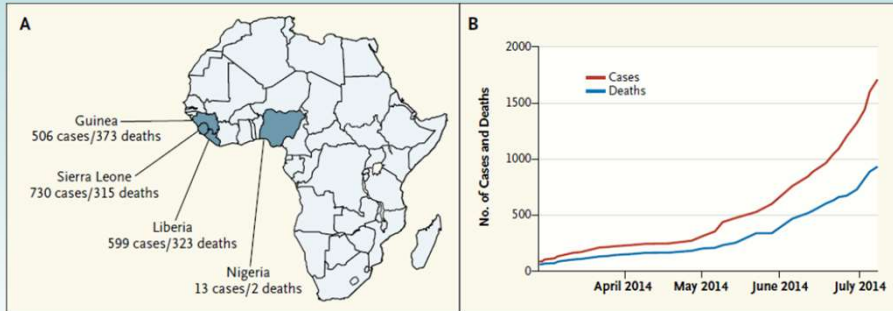 A
Guinea
506 cases/373 deaths
Sierra Leone
730 cases/315 deaths
Liberia
599 cases/323 deaths
Nigeria
13 cases/2 deaths
B
No. of Cases and Deaths
2000
1500
1000
500
0
Cases
Deaths
April 2014
May 2014
June 2014
July 2014